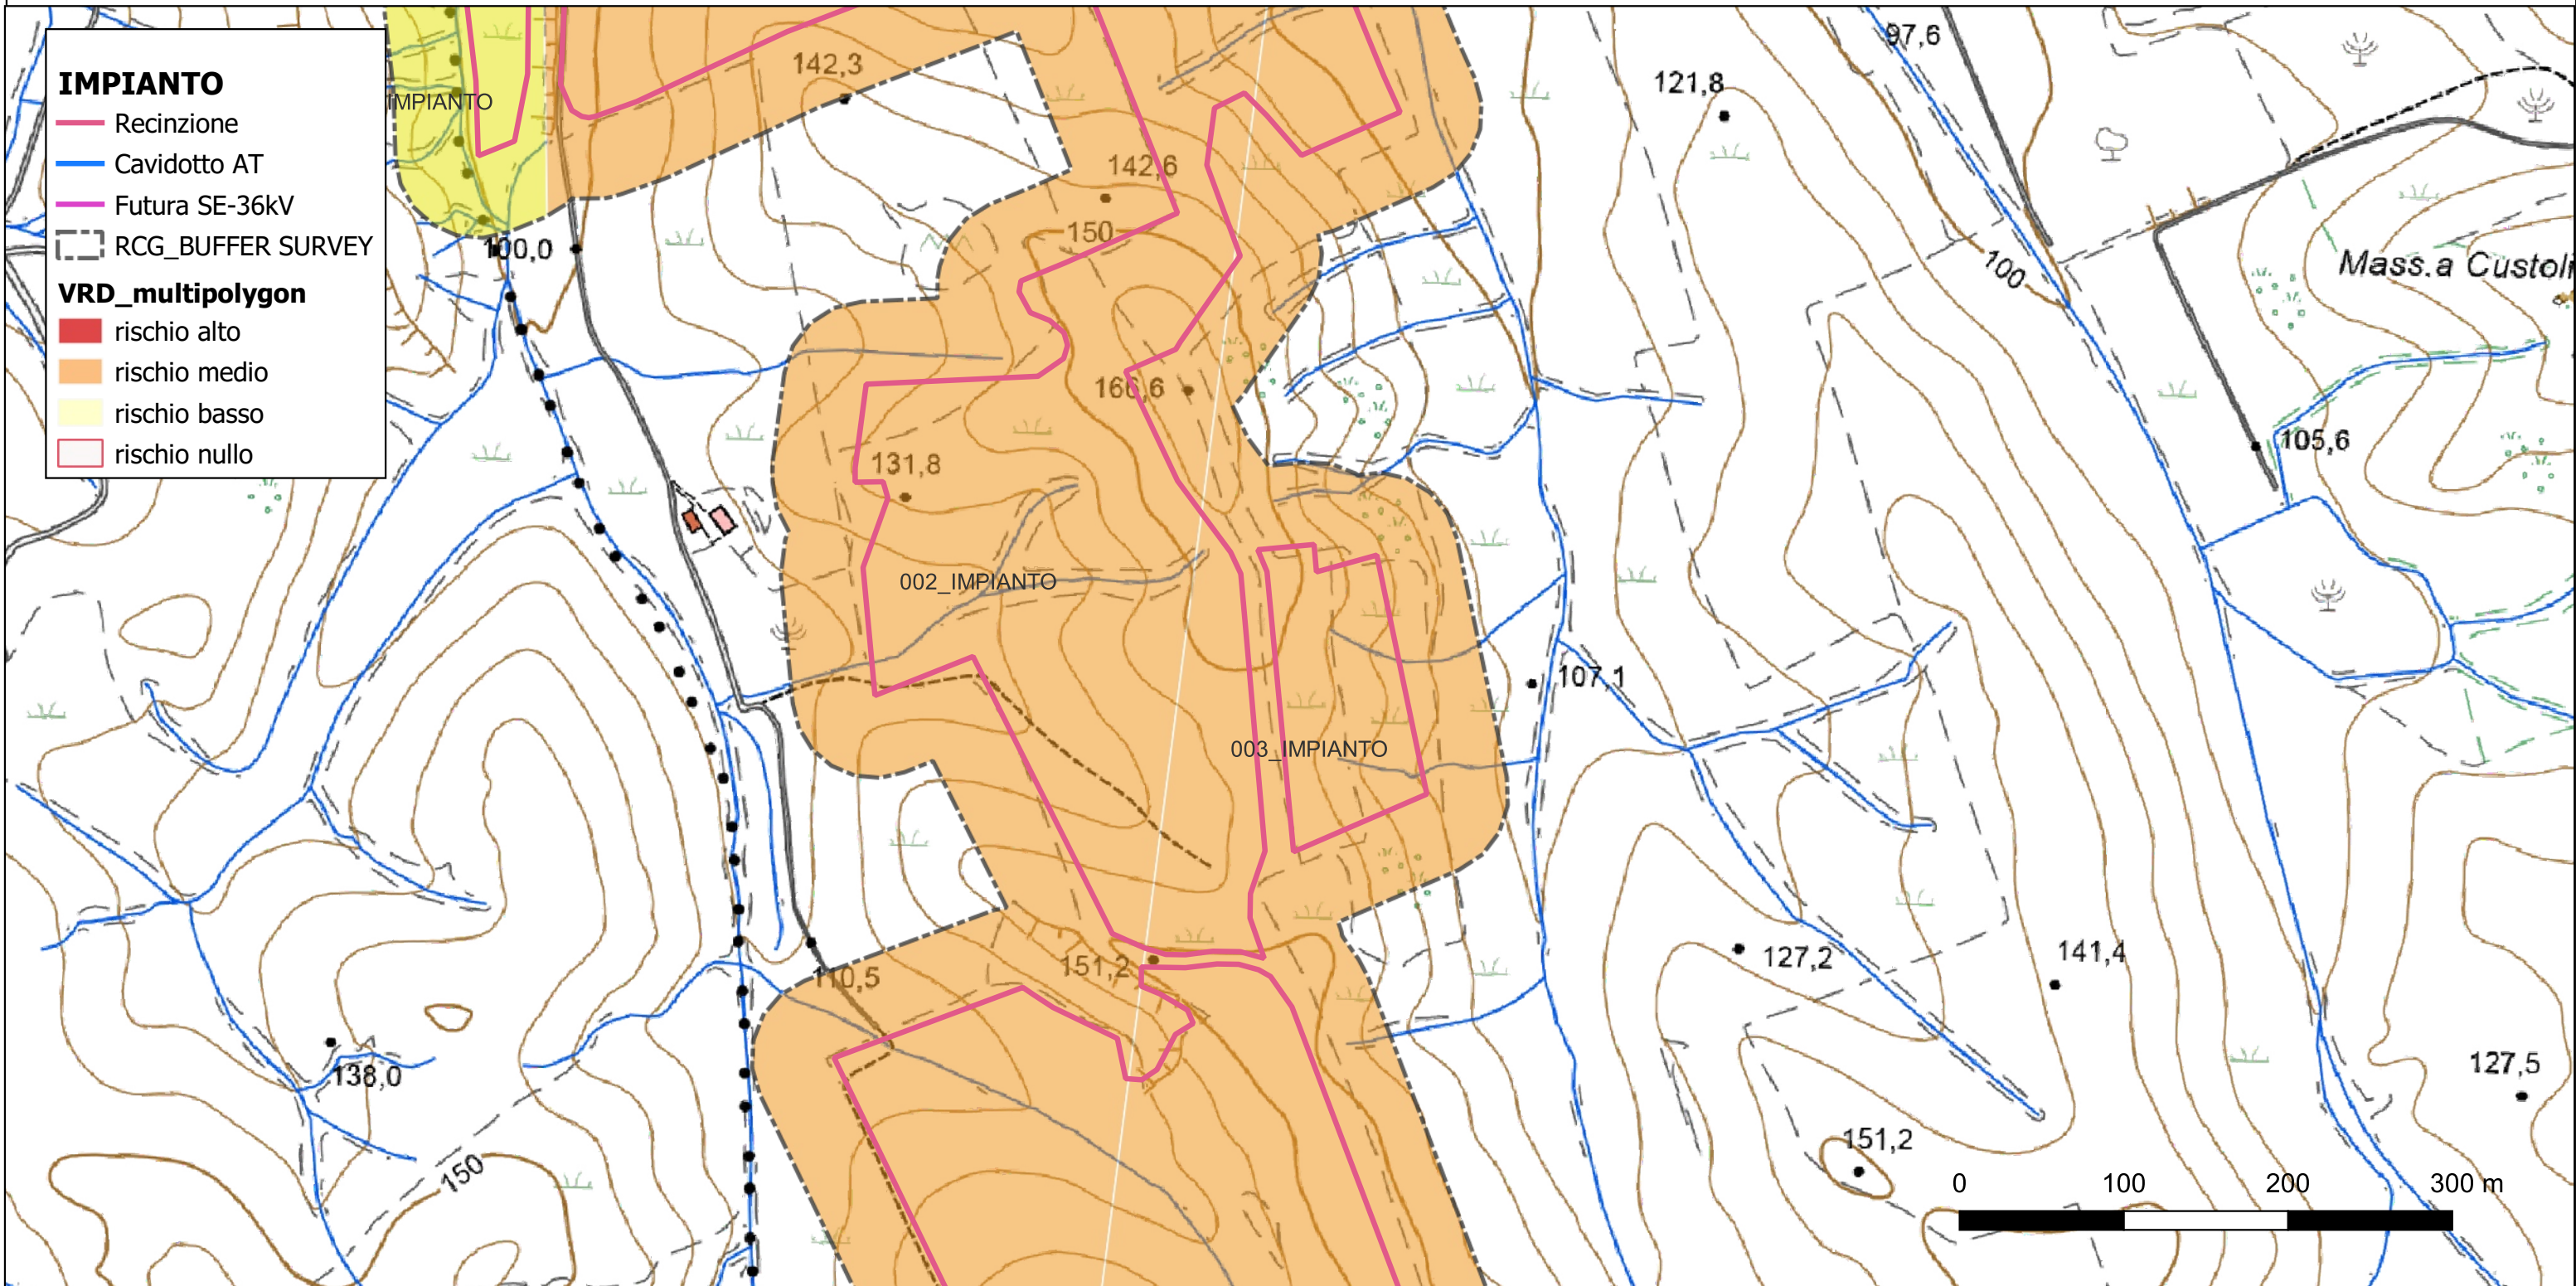 IMPIANTO
Recinzione
Cavidotto AT
Futura SE-36kV
RCG_BUFFER SURVEY
VRD_multipolygon
rischio alto
rischio medio
rischio basso
rischio nullo
IMPIANTO
142,3
97,6
121,8
142,6
150
100,0
100
Mass.a Custoli
166,6
131,8
105,6
002_IMPIANTO
107,1
003_IMPIANTO
110,5
151,2
127,2
141,4
138,0
127,5
151,2
150
0 100 200 300 m